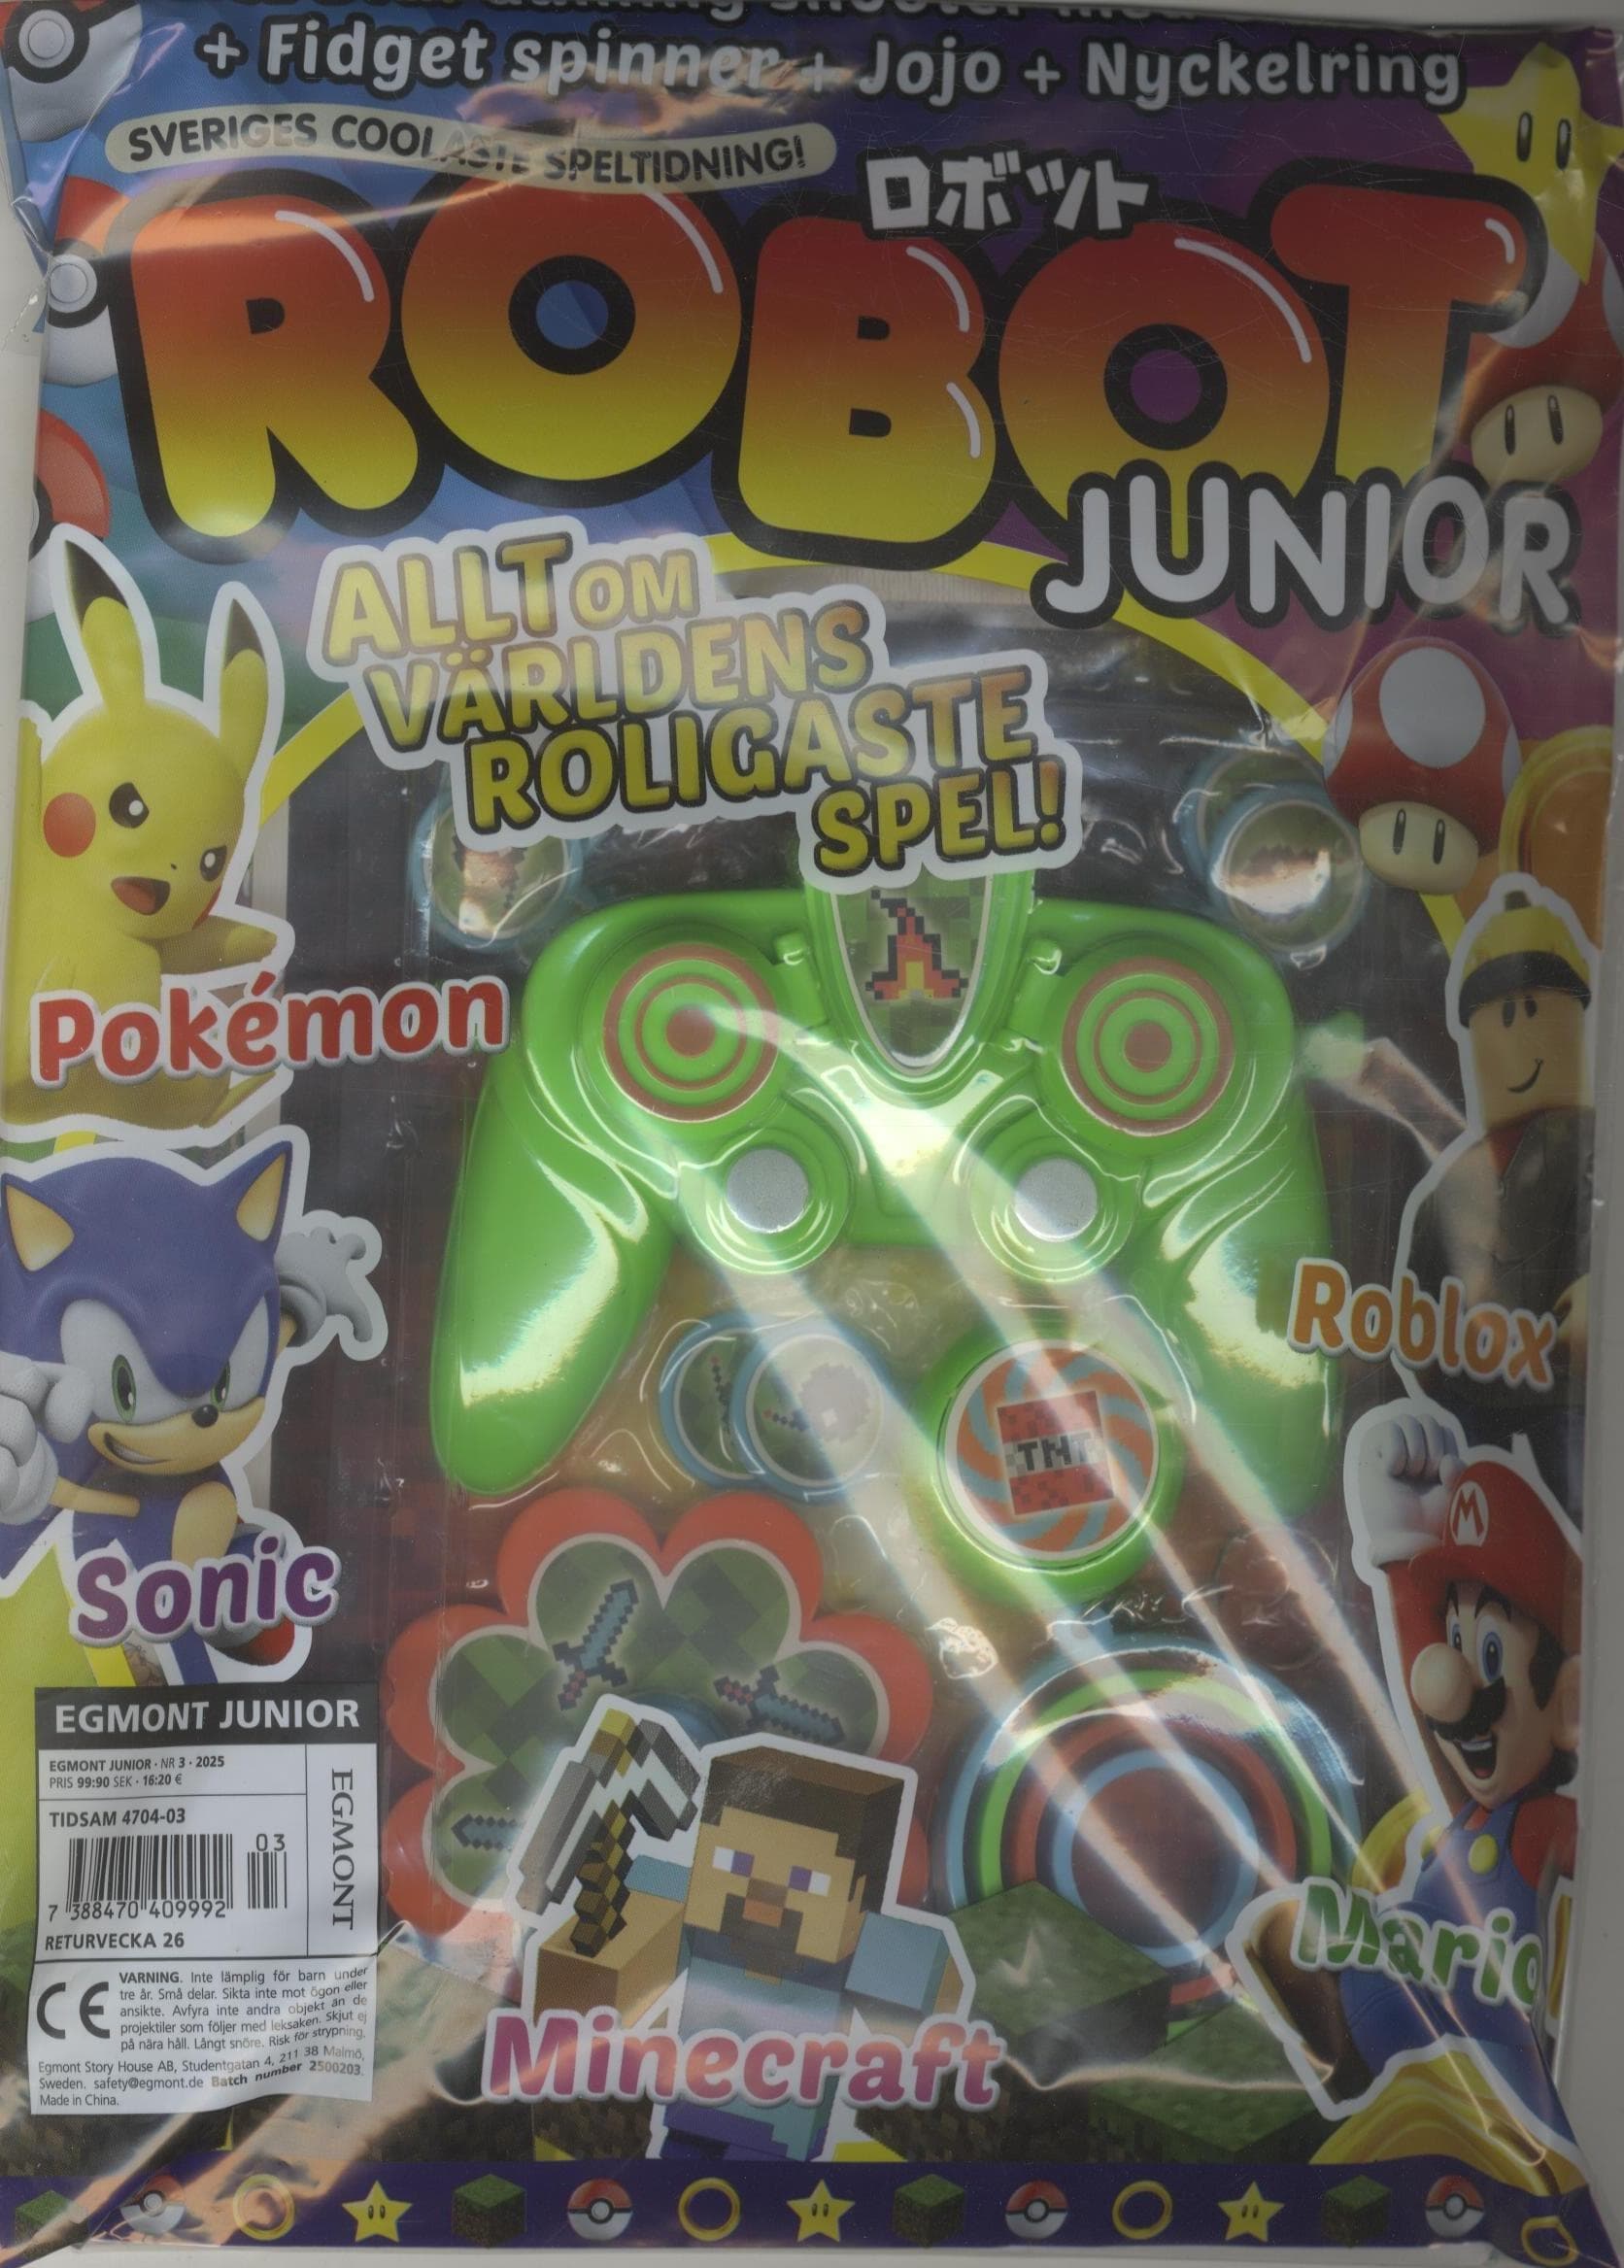 + Fidget spinner + Jojo + Nyckelring
SVERIGES COOLASTE SPELTIDNING!
ロボット
ROBOT
JUNIOR
ALLT OM
VÄRLDENS
ROLIGASTE
SPEL!
Pokémon
Roblox
TNT
M
Sonic
EGMONT JUNIOR
EGMONT JUNIOR · NR 3 · 2025
PRIS 99:90 SEK · 16:20 €
TIDSAM 4704-03
03
7 388470 409992
RETURVECKA 26
EGMONT
Mario
CE
VARNING. Inte lämplig för barn under
tre år. Små delar. Sikta inte mot ögon eller
ansikte. Avfyra inte andra objekt än de
projektiler som följer med leksaken. Skjut ej
på nära håll. Långt snöre. Risk för strypning.
Egmont Story House AB, Studentgatan 4, 211 38 Malmö,
Sweden. safety@egmont.de Batch number 2500203.
Made in China.
Minecraft